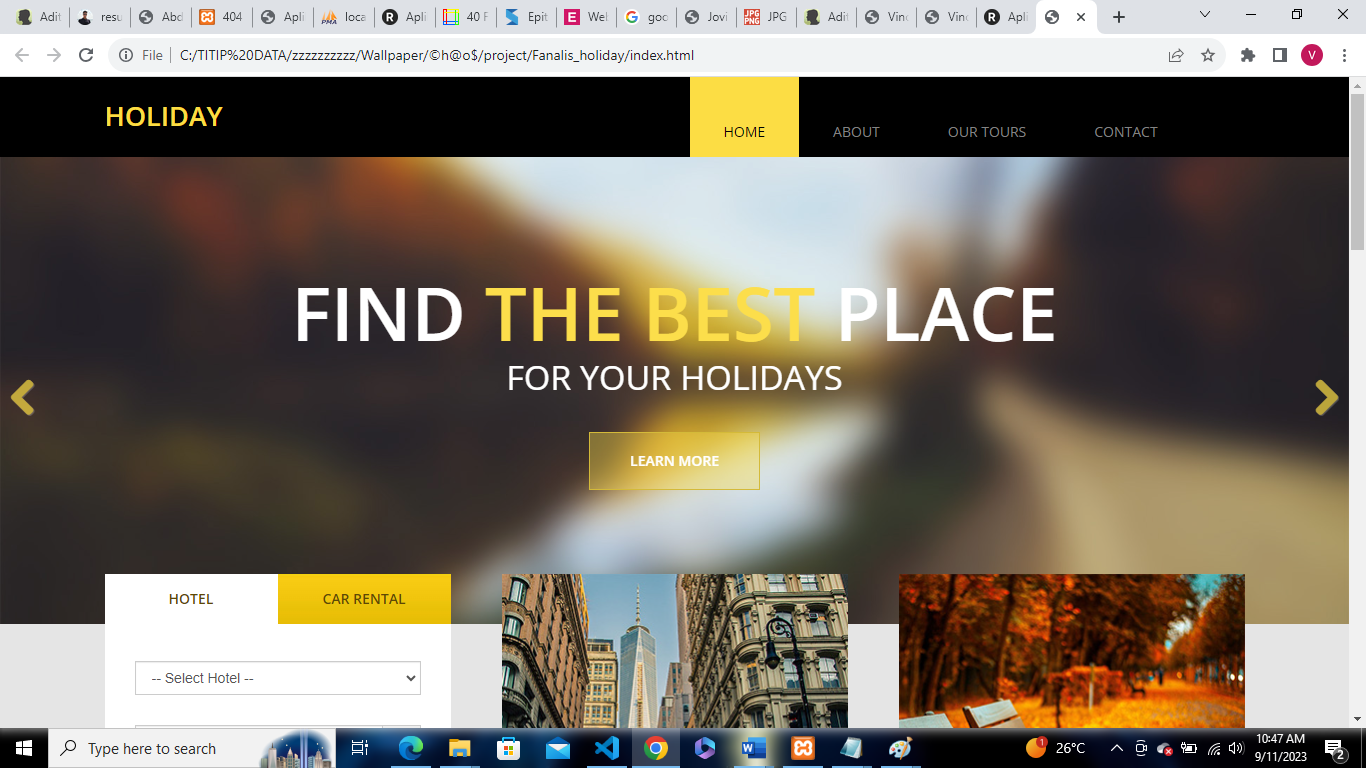 Adit
resu
Abd
404
Apli
loca
Apli
40 F
Epit
Wel
goo
Jovi
JPG
Adit
Vinc
Vinc
Apli
File
C:/TITIP%20DATA/zzzzzzzzzz/Wallpaper/©h@o$/project/Fanalis_holiday/index.html
V
HOLIDAY
HOME
ABOUT
OUR TOURS
CONTACT
FIND THE BEST PLACE
FOR YOUR HOLIDAYS
LEARN MORE
HOTEL
CAR RENTAL
-- Select Hotel --
Type here to search
1
26°C
10:47 AM
9/11/2023
2